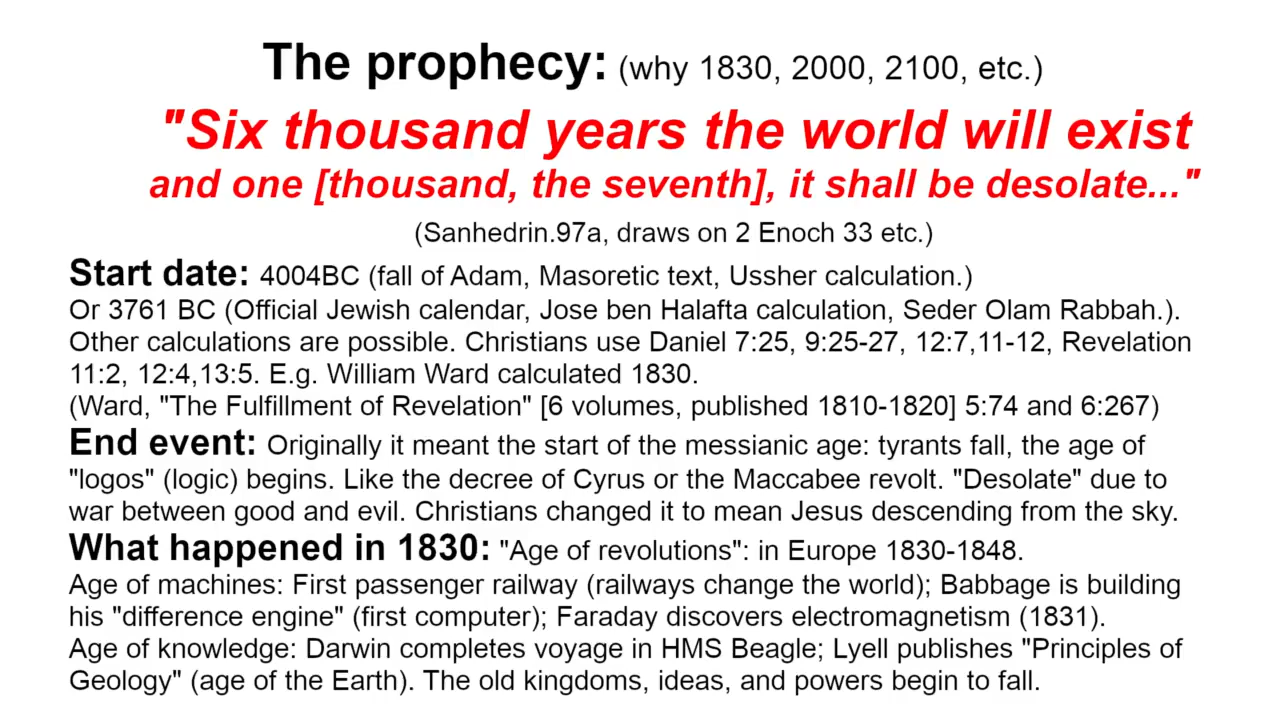 The prophecy: (why 1830, 2000, 2100, etc.)
"Six thousand years the world will exist
and one [thousand, the seventh], it shall be desolate..."
(Sanhedrin.97a, draws on 2 Enoch 33 etc.)
Start date: 4004BC (fall of Adam, Masoretic text, Ussher calculation.)
Or 3761 BC (Official Jewish calendar, Jose ben Halafta calculation, Seder Olam Rabbah.).
Other calculations are possible. Christians use Daniel 7:25, 9:25-27, 12:7,11-12, Revelation
11:2, 12:4,13:5. E.g. William Ward calculated 1830.
(Ward, "The Fulfillment of Revelation" [6 volumes, published 1810-1820] 5:74 and 6:267)
End event: Originally it meant the start of the messianic age: tyrants fall, the age of
"logos" (logic) begins. Like the decree of Cyrus or the Maccabee revolt. "Desolate" due to
war between good and evil. Christians changed it to mean Jesus descending from the sky.
What happened in 1830: "Age of revolutions": in Europe 1830-1848.
Age of machines: First passenger railway (railways change the world); Babbage is building
his "difference engine" (first computer); Faraday discovers electromagnetism (1831).
Age of knowledge: Darwin completes voyage in HMS Beagle; Lyell publishes "Principles of
Geology" (age of the Earth). The old kingdoms, ideas, and powers begin to fall.